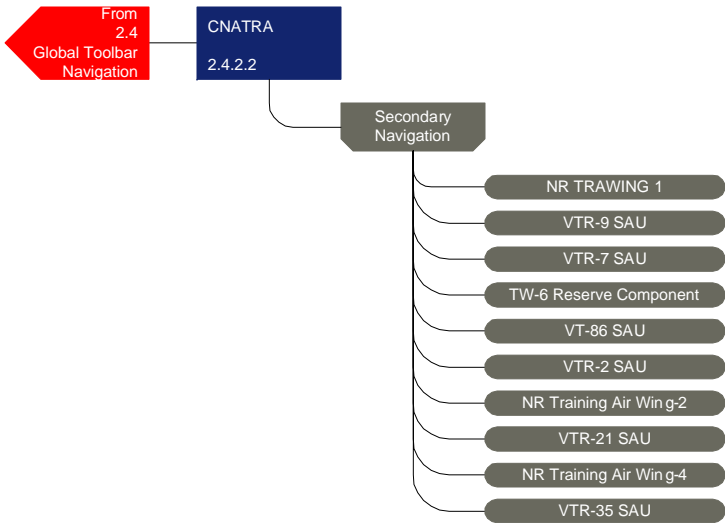 From
2.4
Global Toolbar
Navigation
CNATRA
2.4.2.2
Secondary
Navigation
NR TRAWING 1
VTR-9 SAU
VTR-7 SAU
TW-6 Reserve Component
VT-86 SAU
VTR-2 SAU
NR Training Air Wing-2
VTR-21 SAU
NR Training Air Wing-4
VTR-35 SAU